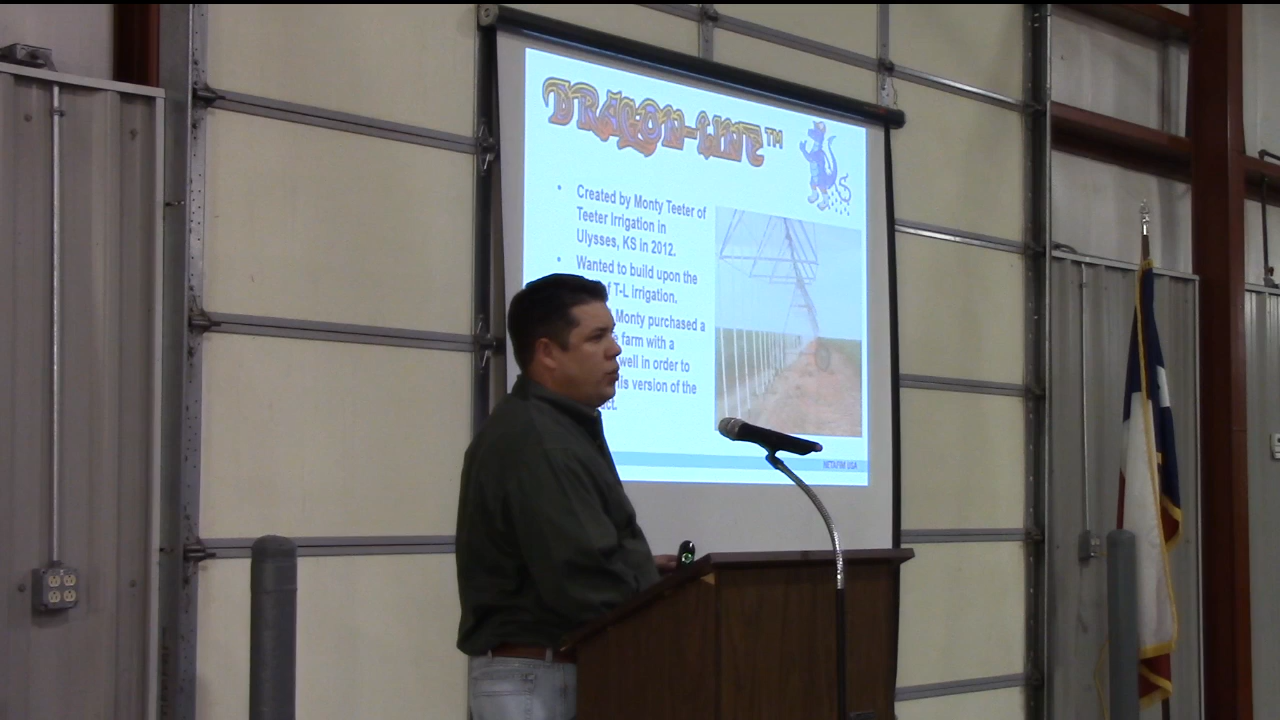 DRAGON-LINE™
• Created by Monty Teeter of
Teeter Irrigation in
Ulysses, KS in 2012.
• Wanted to build upon the
of T-L Irrigation.
Monty purchased a
farm with a
well in order to
version of the
NETAFIM USA